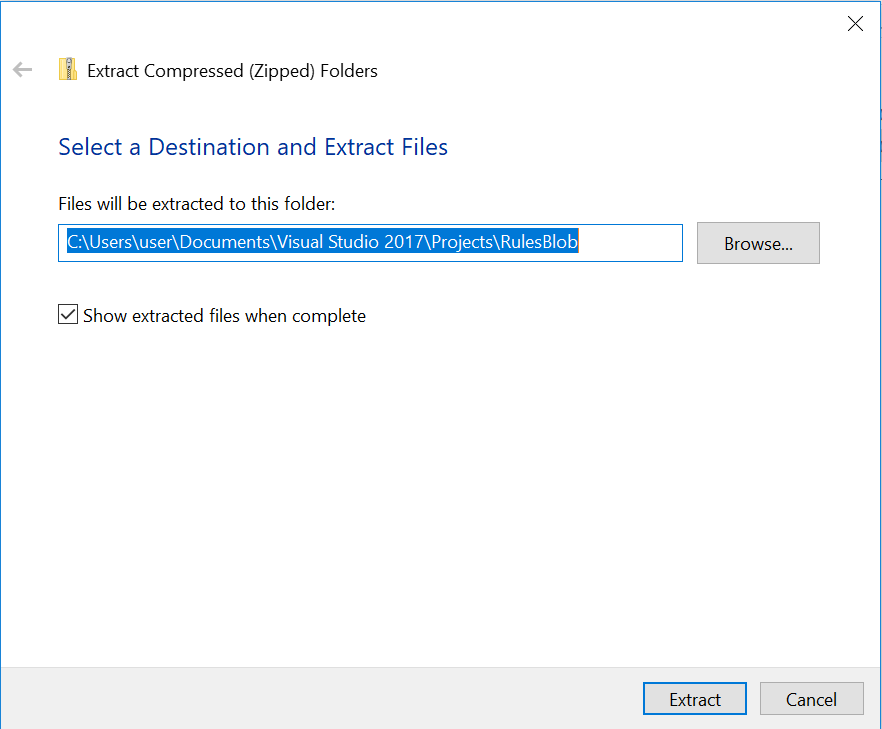 Extract Compressed (Zipped) Folders
Select a Destination and Extract Files
Files will be extracted to this folder:
C:\Users\user\Documents\Visual Studio 2017\Projects\RulesBlob
Browse...
Show extracted files when complete
Extract
Cancel